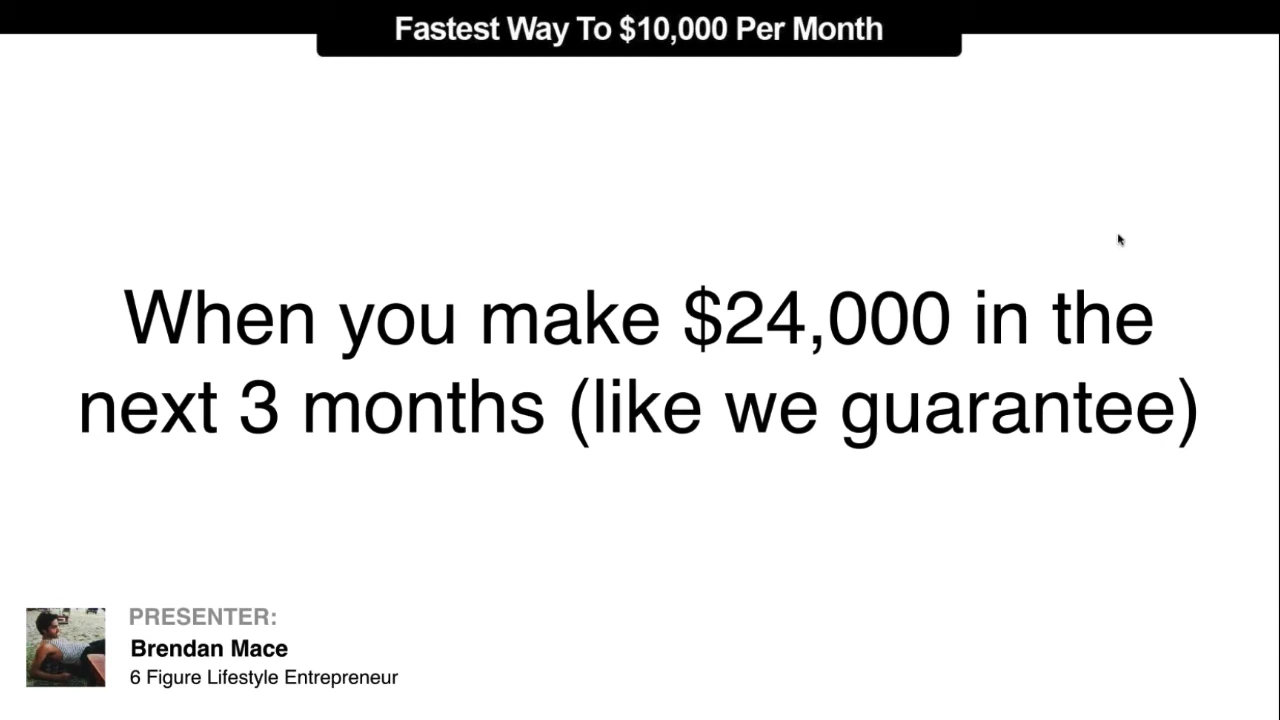 Fastest Way To $10,000 Per Month
When you make $24,000 in the
next 3 months (like we guarantee)
PRESENTER:
Brendan Mace
6 Figure Lifestyle Entrepreneur